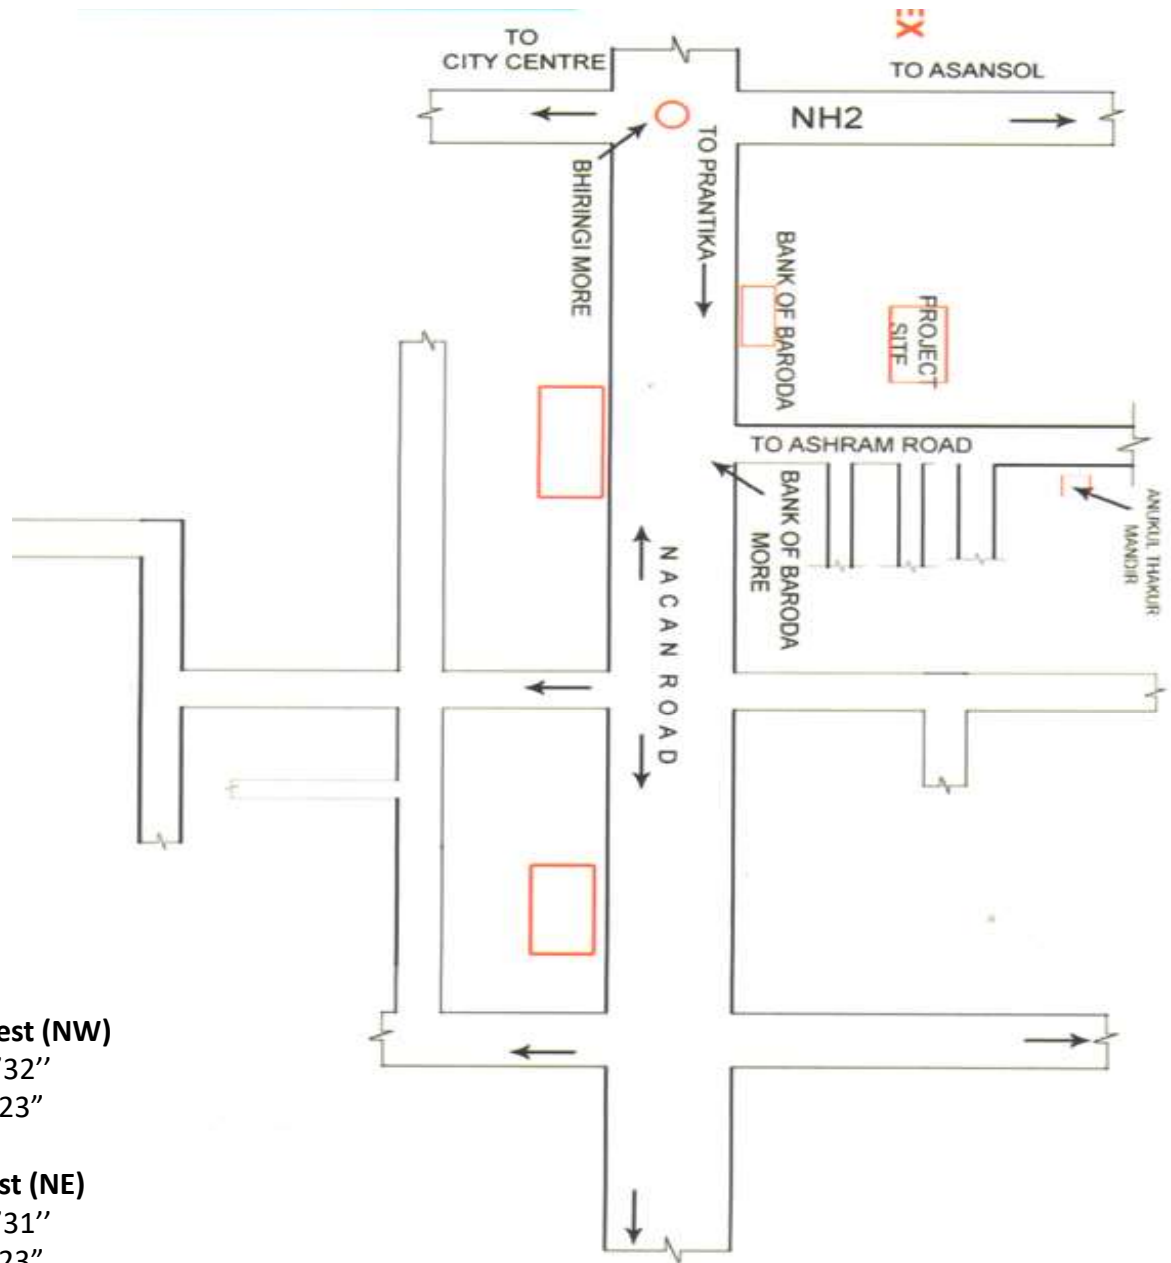 EX
TO
CITY CENTRE
TO ASANSOL
NH2
TO PRANTIKA
BHIRINGI MORE
BANK OF BARODA
PROJECT
SITE
TO ASHRAM ROAD
BANK OF BARODA
MORE
ANUKUL THAKUR
MANDIR
NACAN ROAD
est (NW)
’32’’
23”
st (NE)
’31’’
23”